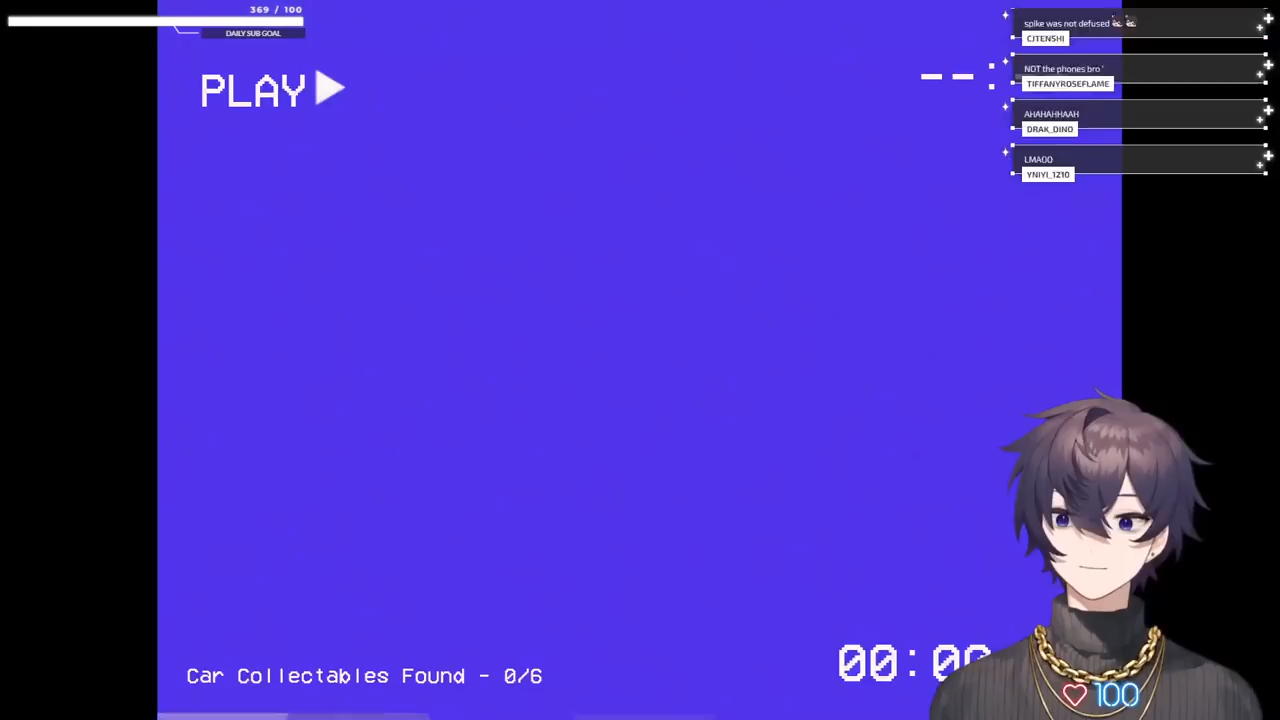 369 / 100
DAILY SUB GOAL
PLAY
--:
spike was not defused
CJTENSHI
NOT the phones bro
TIFFANYROSEFLAME
AHAHAHHAAH
DRAK_DINO
LMAOO
YNIYI_1210
Car Collectables Found - 0/6
00:00
100